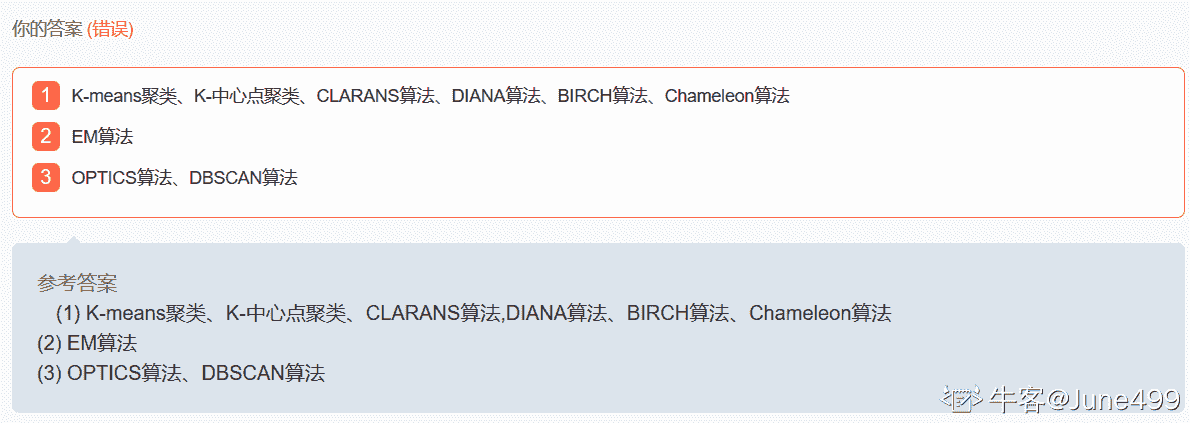 你的答案 (错误)
1 K-means聚类、K-中心点聚类、CLARANS算法、DIANA算法、BIRCH算法、Chameleon算法
2 EM算法
3 OPTICS算法、DBSCAN算法
参考答案
(1) K-means聚类、K-中心点聚类、CLARANS算法,DIANA算法、BIRCH算法、Chameleon算法
(2) EM算法
(3) OPTICS算法、DBSCAN算法
牛客@June499